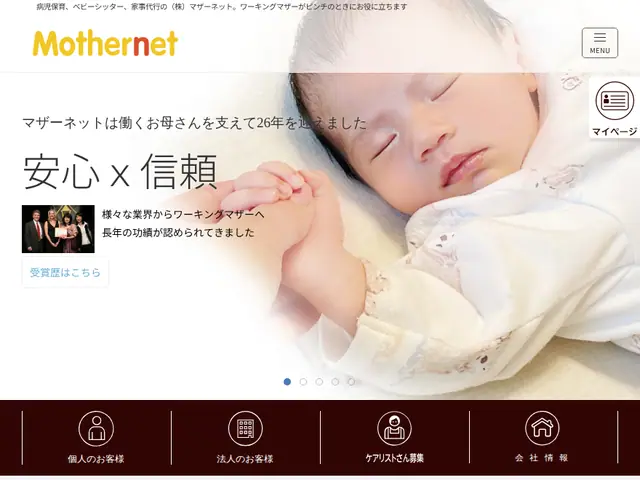 病児保育、ベビーシッター、家事代行の（株）マザーネット。ワーキングマザーがピンチのときにお役に立ちます
Mothernet
MENU
マイページ
マザーネットは働くお母さんを支えて26年を迎えました
安心 x 信頼
様々な業界からワーキングマザーへ
長年の功績が認められてきました
受賞歴はこちら
個人のお客様
法人のお客様
ケアリストさん募集
会社情報